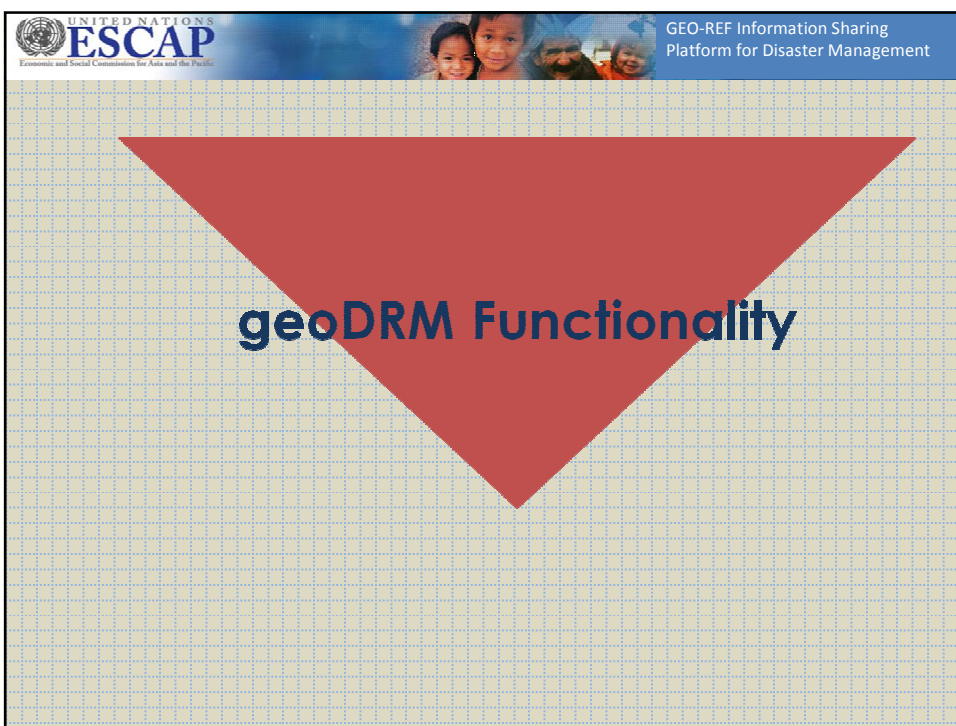 UNITED NATIONS
ESCAP
Economic and Social Commission for Asia and the Pacific
GEO-REF Information Sharing
Platform for Disaster Management
geoDRM Functionality